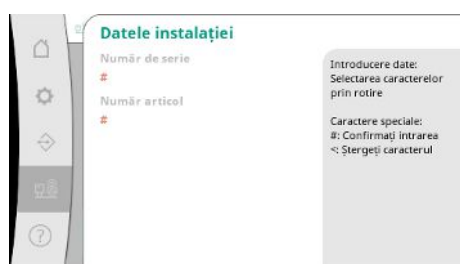 Datele instalației
Număr de serie
#
Număr articol
#
Introducere date:
Selectarea caracterelor
prin rotire
Caractere speciale:
#: Confirmați intrarea
<: Ștergeți caracterul
?